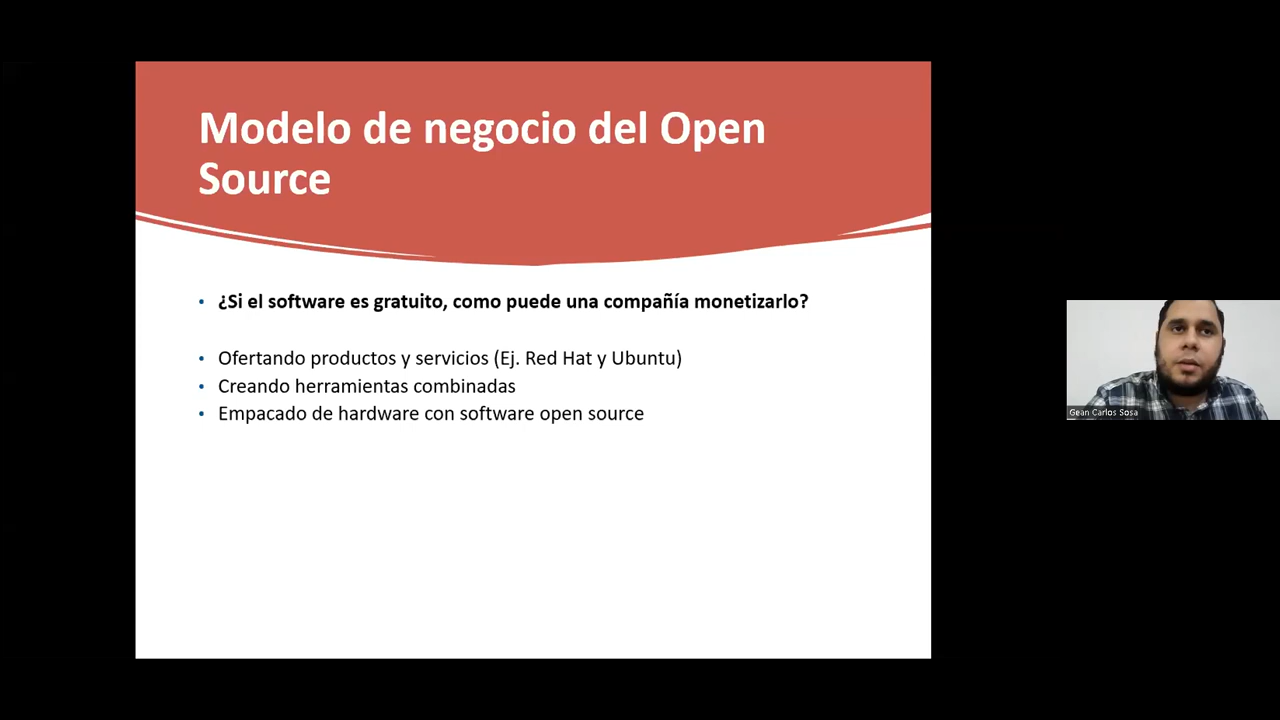 Modelo de negocio del Open
Source
• ¿Si el software es gratuito, como puede una compañía monetizarlo?
• Ofertando productos y servicios (Ej. Red Hat y Ubuntu)
• Creando herramientas combinadas
• Empacado de hardware con software open source
Gean Carlos Sosa